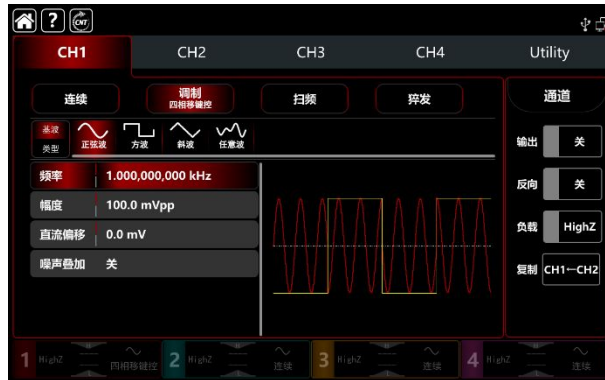 ? CNT
CH1 CH2 CH3 CH4 Utility
连续 调制 扫频 猝发 通道
四相移键控
基波 正弦波 方波 斜波 任意波
类型
输出 关
频率 1.000,000,000 kHz
反向 关
幅度 100.0 mVpp
直流偏移 0.0 mV
负载 HighZ
噪声叠加 关
复制 CH1←CH2
1 HighZ 四相移键控 2 HighZ 连续 3 HighZ 连续 4 HighZ 连续